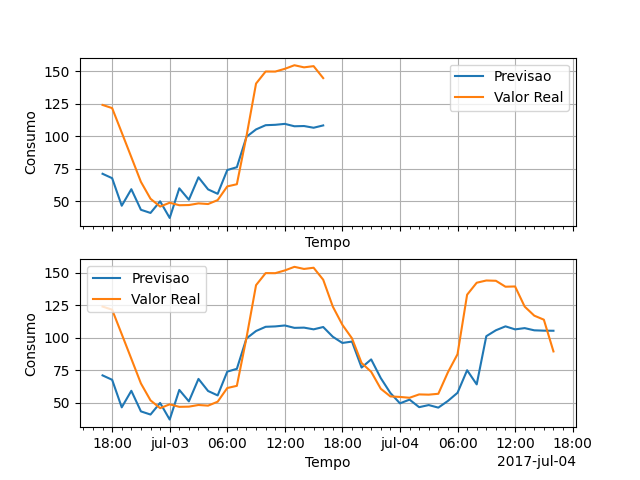 150
125
100
75
50
Consumo
Previsao
Valor Real
Tempo
150
125
100
75
50
Consumo
Previsao
Valor Real
18:00
jul-03
06:00
12:00
18:00
jul-04
06:00
12:00
18:00
Tempo
2017-jul-04